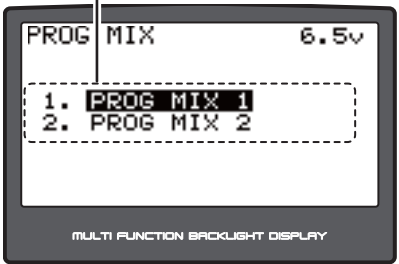 PROG MIX 6.5v
1. PROG MIX 1
2. PROG MIX 2
MULTI FUNCTION BACKLIGHT DISPLAY